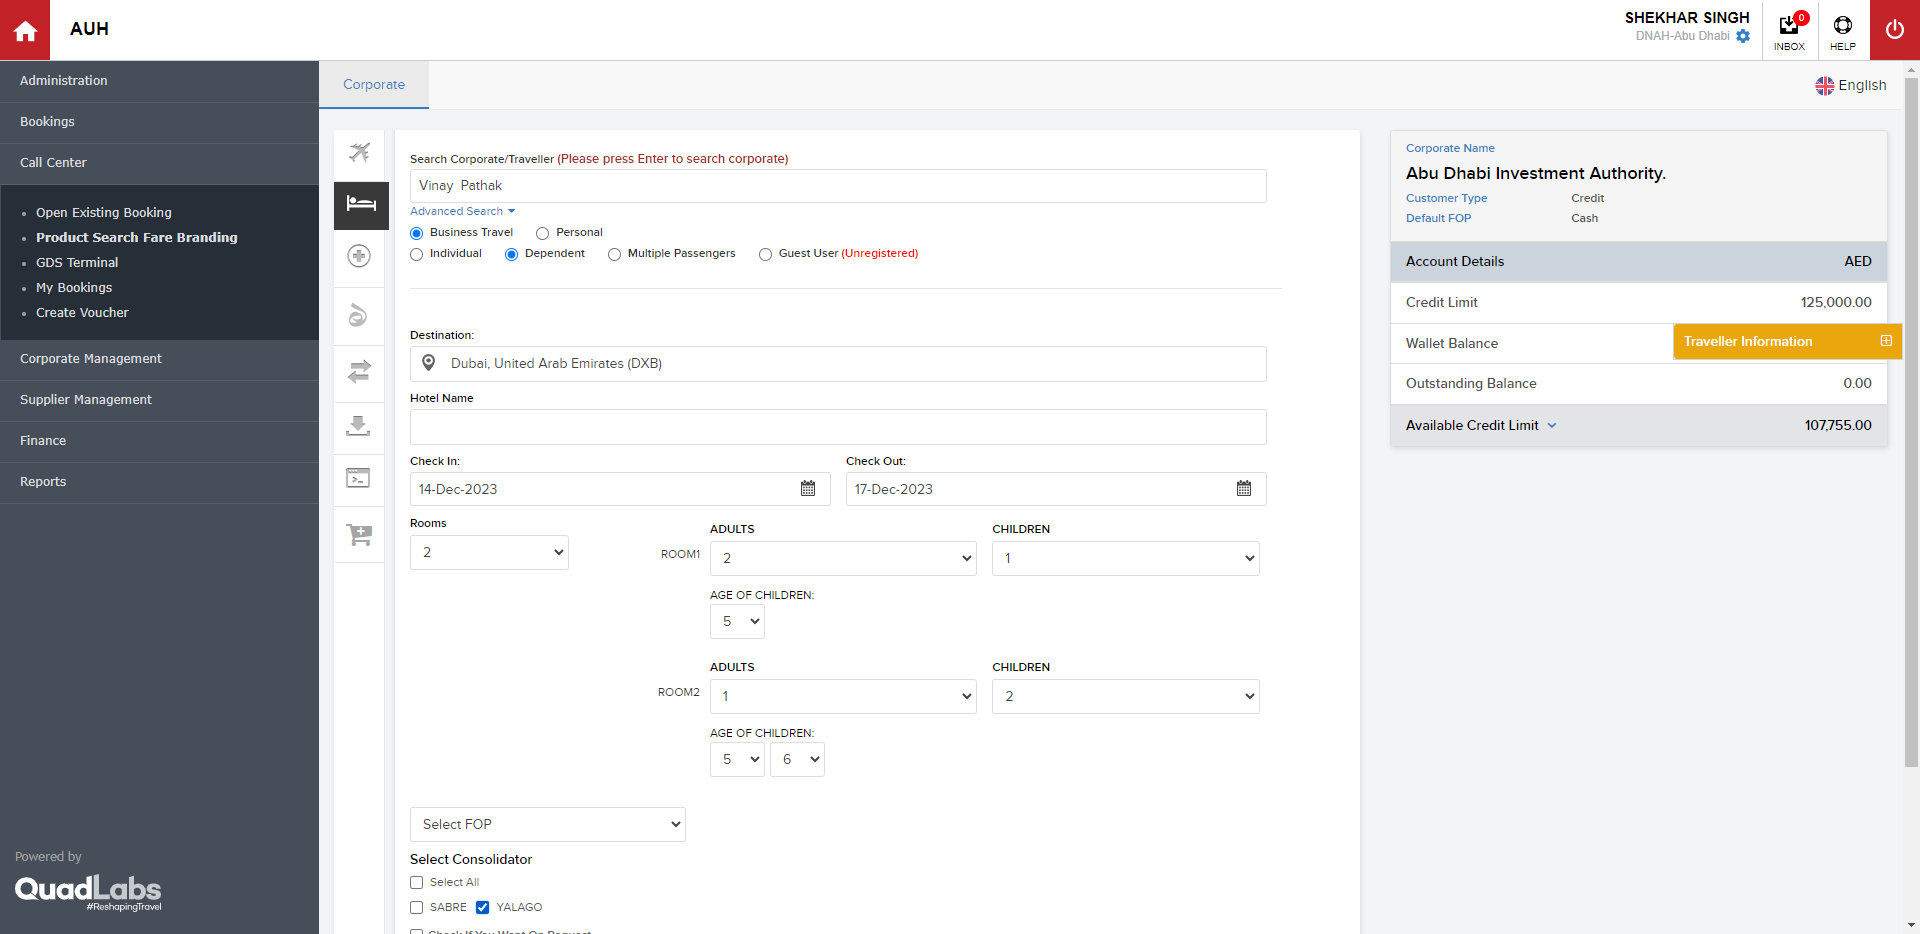 AUH
SHEKHAR SINGH
DNAH-Abu Dhabi
0
INBOX
HELP
Administration
Bookings
Call Center
Open Existing Booking
Product Search Fare Branding
GDS Terminal
My Bookings
Create Voucher
Corporate Management
Supplier Management
Finance
Reports
Powered by
QuadLabs
#ReshapingTravel
Corporate
English
Search Corporate/Traveller (Please press Enter to search corporate)
Vinay Pathak
Advanced Search
Business Travel Personal
Individual Dependent Multiple Passengers Guest User (Unregistered)
Destination:
Dubai, United Arab Emirates (DXB)
Hotel Name
Check In: Check Out:
14-Dec-2023 17-Dec-2023
Rooms ADULTS CHILDREN
2 ROOM1 2 1
AGE OF CHILDREN:
5
ADULTS CHILDREN
ROOM2 1 2
AGE OF CHILDREN:
5 6
Select FOP
Select Consolidator
Select All
SABRE YALAGO
Check If You Want On Request
Corporate Name
Abu Dhabi Investment Authority.
Customer Type Credit
Default FOP Cash
Account Details AED
Credit Limit 125,000.00
Wallet Balance
Traveller Information
Outstanding Balance 0.00
Available Credit Limit 107,755.00